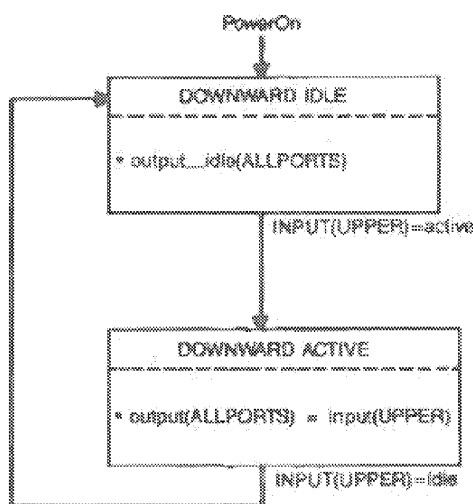 PowerOn
DOWNWARD IDLE
* output_idle(ALLPORTS)
INPUT(UPPER)=active
DOWNWARD ACTIVE
* output(ALLPORTS) = input(UPPER)
INPUT(UPPER)=idle